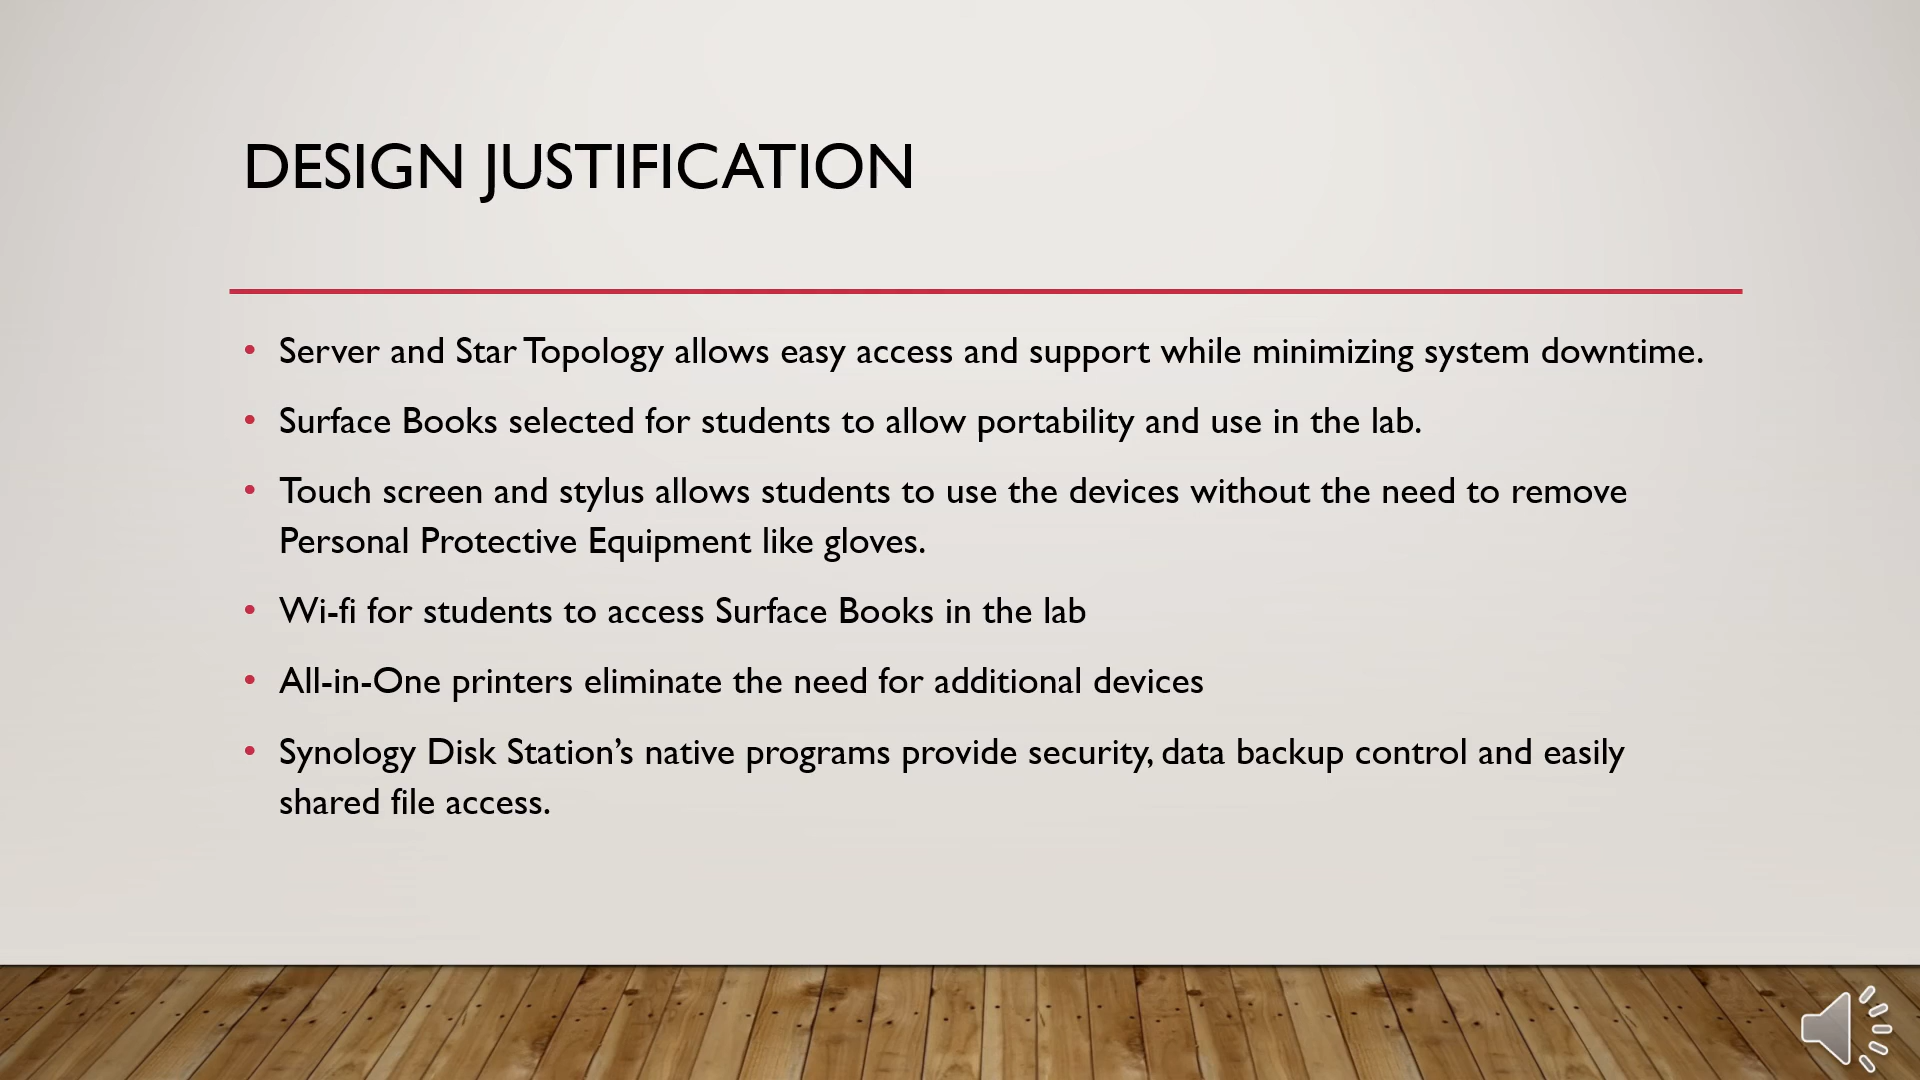 DESIGN JUSTIFICATION
• Server and Star Topology allows easy access and support while minimizing system downtime.
• Surface Books selected for students to allow portability and use in the lab.
• Touch screen and stylus allows students to use the devices without the need to remove
Personal Protective Equipment like gloves.
• Wi-fi for students to access Surface Books in the lab
• All-in-One printers eliminate the need for additional devices
• Synology Disk Station’s native programs provide security, data backup control and easily
shared file access.